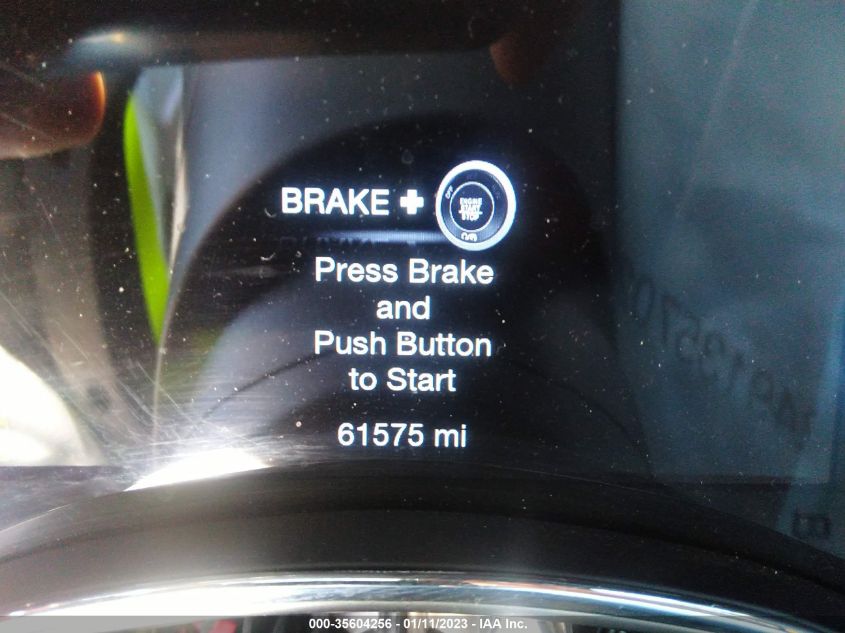 BRAKE + 
ENGINE
START
STOP
Press Brake
and
Push Button
to Start
61575 mi
000-35604256 - 01/11/2023 - IAA Inc.